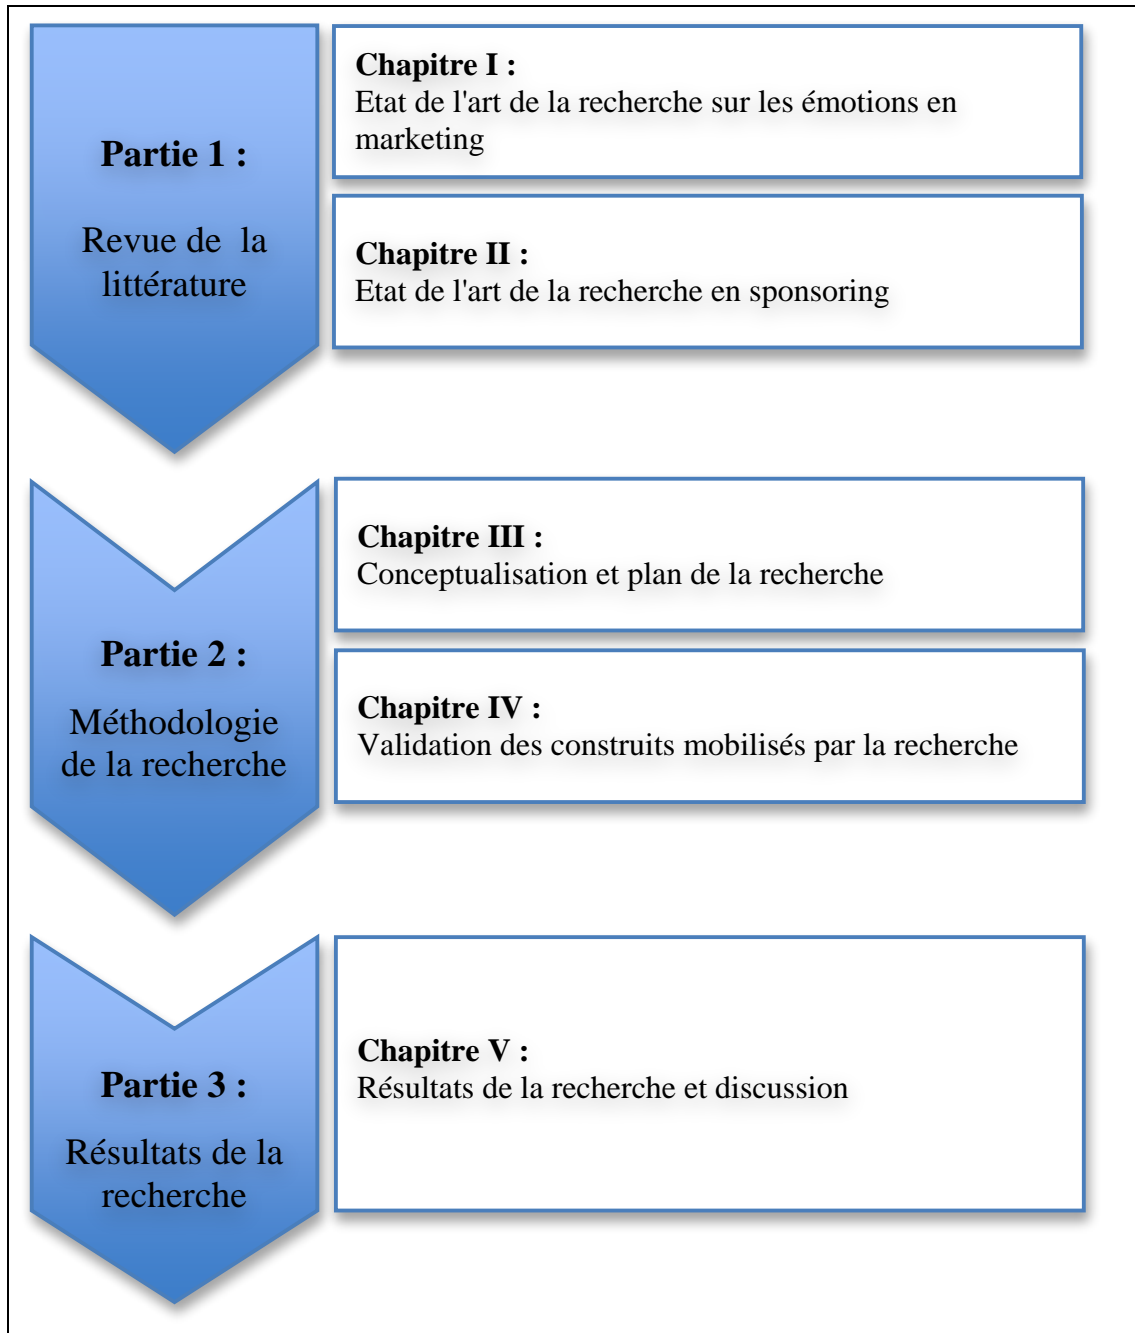 Partie 1 :
Revue de la
littérature
Chapitre I :
Etat de l'art de la recherche sur les émotions en
marketing
Chapitre II :
Etat de l'art de la recherche en sponsoring
Partie 2 :
Méthodologie
de la recherche
Chapitre III :
Conceptualisation et plan de la recherche
Chapitre IV :
Validation des construits mobilisés par la recherche
Partie 3 :
Résultats de la
recherche
Chapitre V :
Résultats de la recherche et discussion